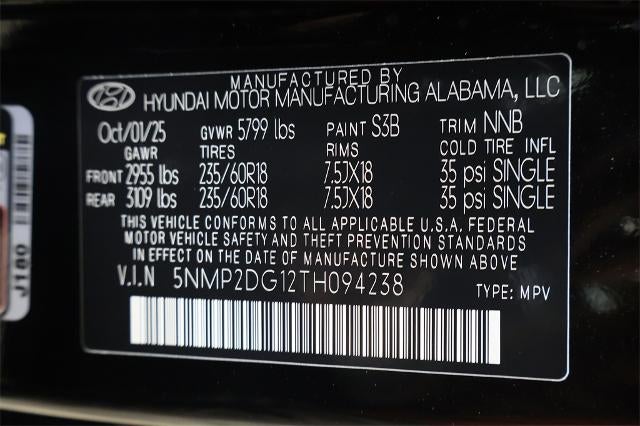 MANUFACTURED BY
HYUNDAI MOTOR MANUFACTURING ALABAMA, LLC
Oct/01/25 GVWR 5799 lbs PAINT S3B TRIM NNB
GAWR TIRES RIMS COLD TIRE INFL
FRONT 2955 lbs 235/60R18 7.5JX18 35 psi SINGLE
REAR 3109 lbs 235/60R18 7.5JX18 35 psi SINGLE
THIS VEHICLE CONFORMS TO ALL APPLICABLE U.S.A. FEDERAL
MOTOR VEHICLE SAFETY AND THEFT PREVENTION STANDARDS
IN EFFECT ON THE DATE OF MANUFACTURE SHOWN ABOVE
V.I.N 5NMP2DG12TH094238 TYPE: MPV
J180